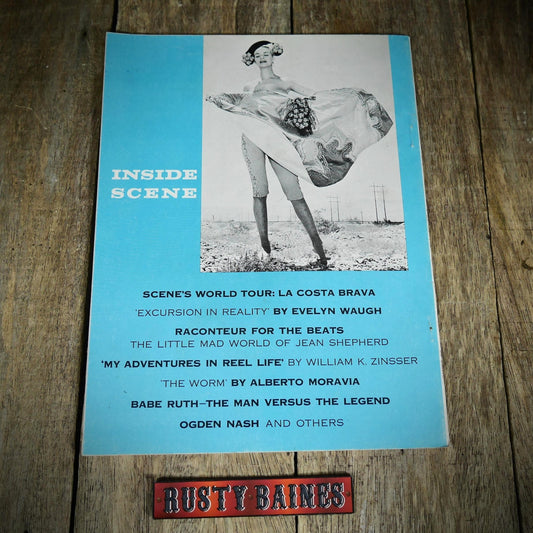 INSIDE
SCENE
SCENE'S WORLD TOUR: LA COSTA BRAVA
'EXCURSION IN REALITY' BY EVELYN WAUGH
RACONTEUR FOR THE BEATS
THE LITTLE MAD WORLD OF JEAN SHEPHERD
'MY ADVENTURES IN REEL LIFE' BY WILLIAM K. ZINSSER
'THE WORM' BY ALBERTO MORAVIA
BABE RUTH—THE MAN VERSUS THE LEGEND
OGDEN NASH AND OTHERS
RUSTY BAINES